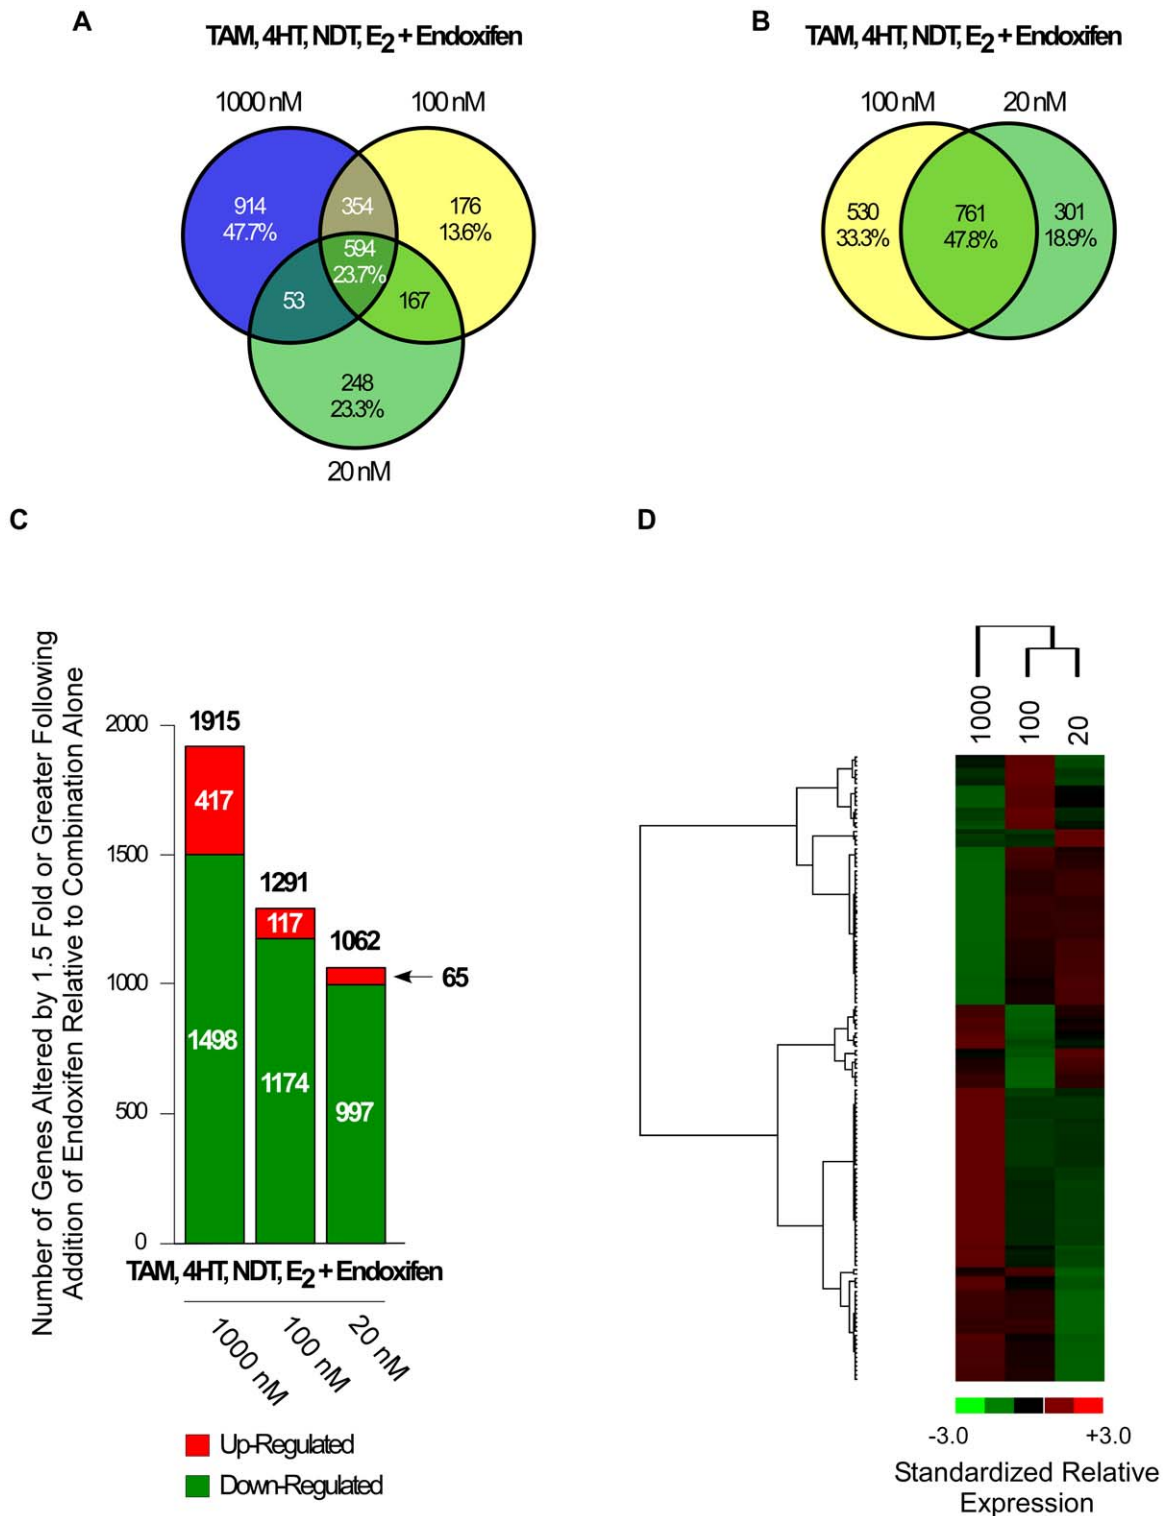 A
TAM, 4HT, NDT, E2 + Endoxifen
1000 nM
100 nM
914
47.7%
354
176
13.6%
594
23.7%
53
167
248
23.3%
20 nM
B
TAM, 4HT, NDT, E2 + Endoxifen
100 nM
20 nM
530
33.3%
761
47.8%
301
18.9%
C
Number of Genes Altered by 1.5 Fold or Greater Following
Addition of Endoxifen Relative to Combination Alone
2000
1500
1000
500
0
1915
417
1498
1291
117
1174
1062
65
997
TAM, 4HT, NDT, E2 + Endoxifen
1000 nM
100 nM
20 nM
Up-Regulated
Down-Regulated
D
1000
100
20
-3.0
+3.0
Standardized Relative
Expression